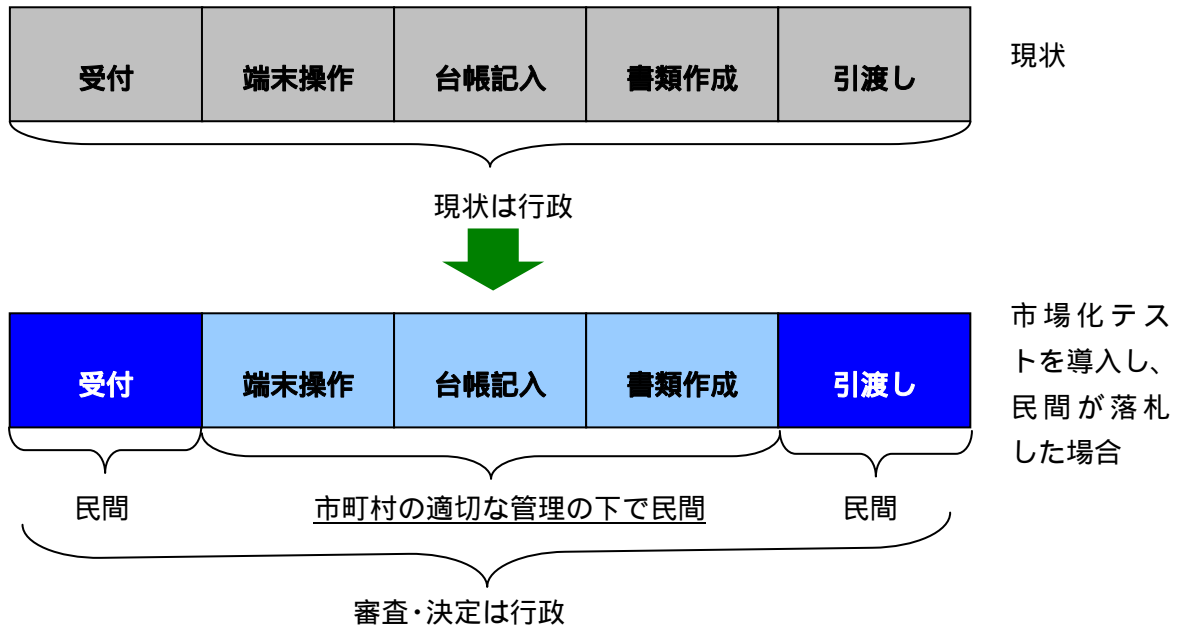 受付 端末操作 台帳記入 書類作成 引渡し
現状
現状は行政
受付 端末操作 台帳記入 書類作成 引渡し
市場化テス
トを導入し、
民間が落札
した場合
民間 市町村の適切な管理の下で民間 民間
審査・決定は行政